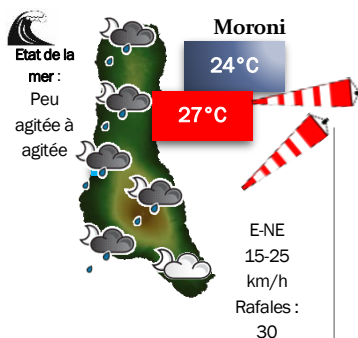 Moroni
Etat de la
mer :
Peu
agitée à
agitée
24°C
27°C
E-NE
15-25
km/h
Rafales :
30